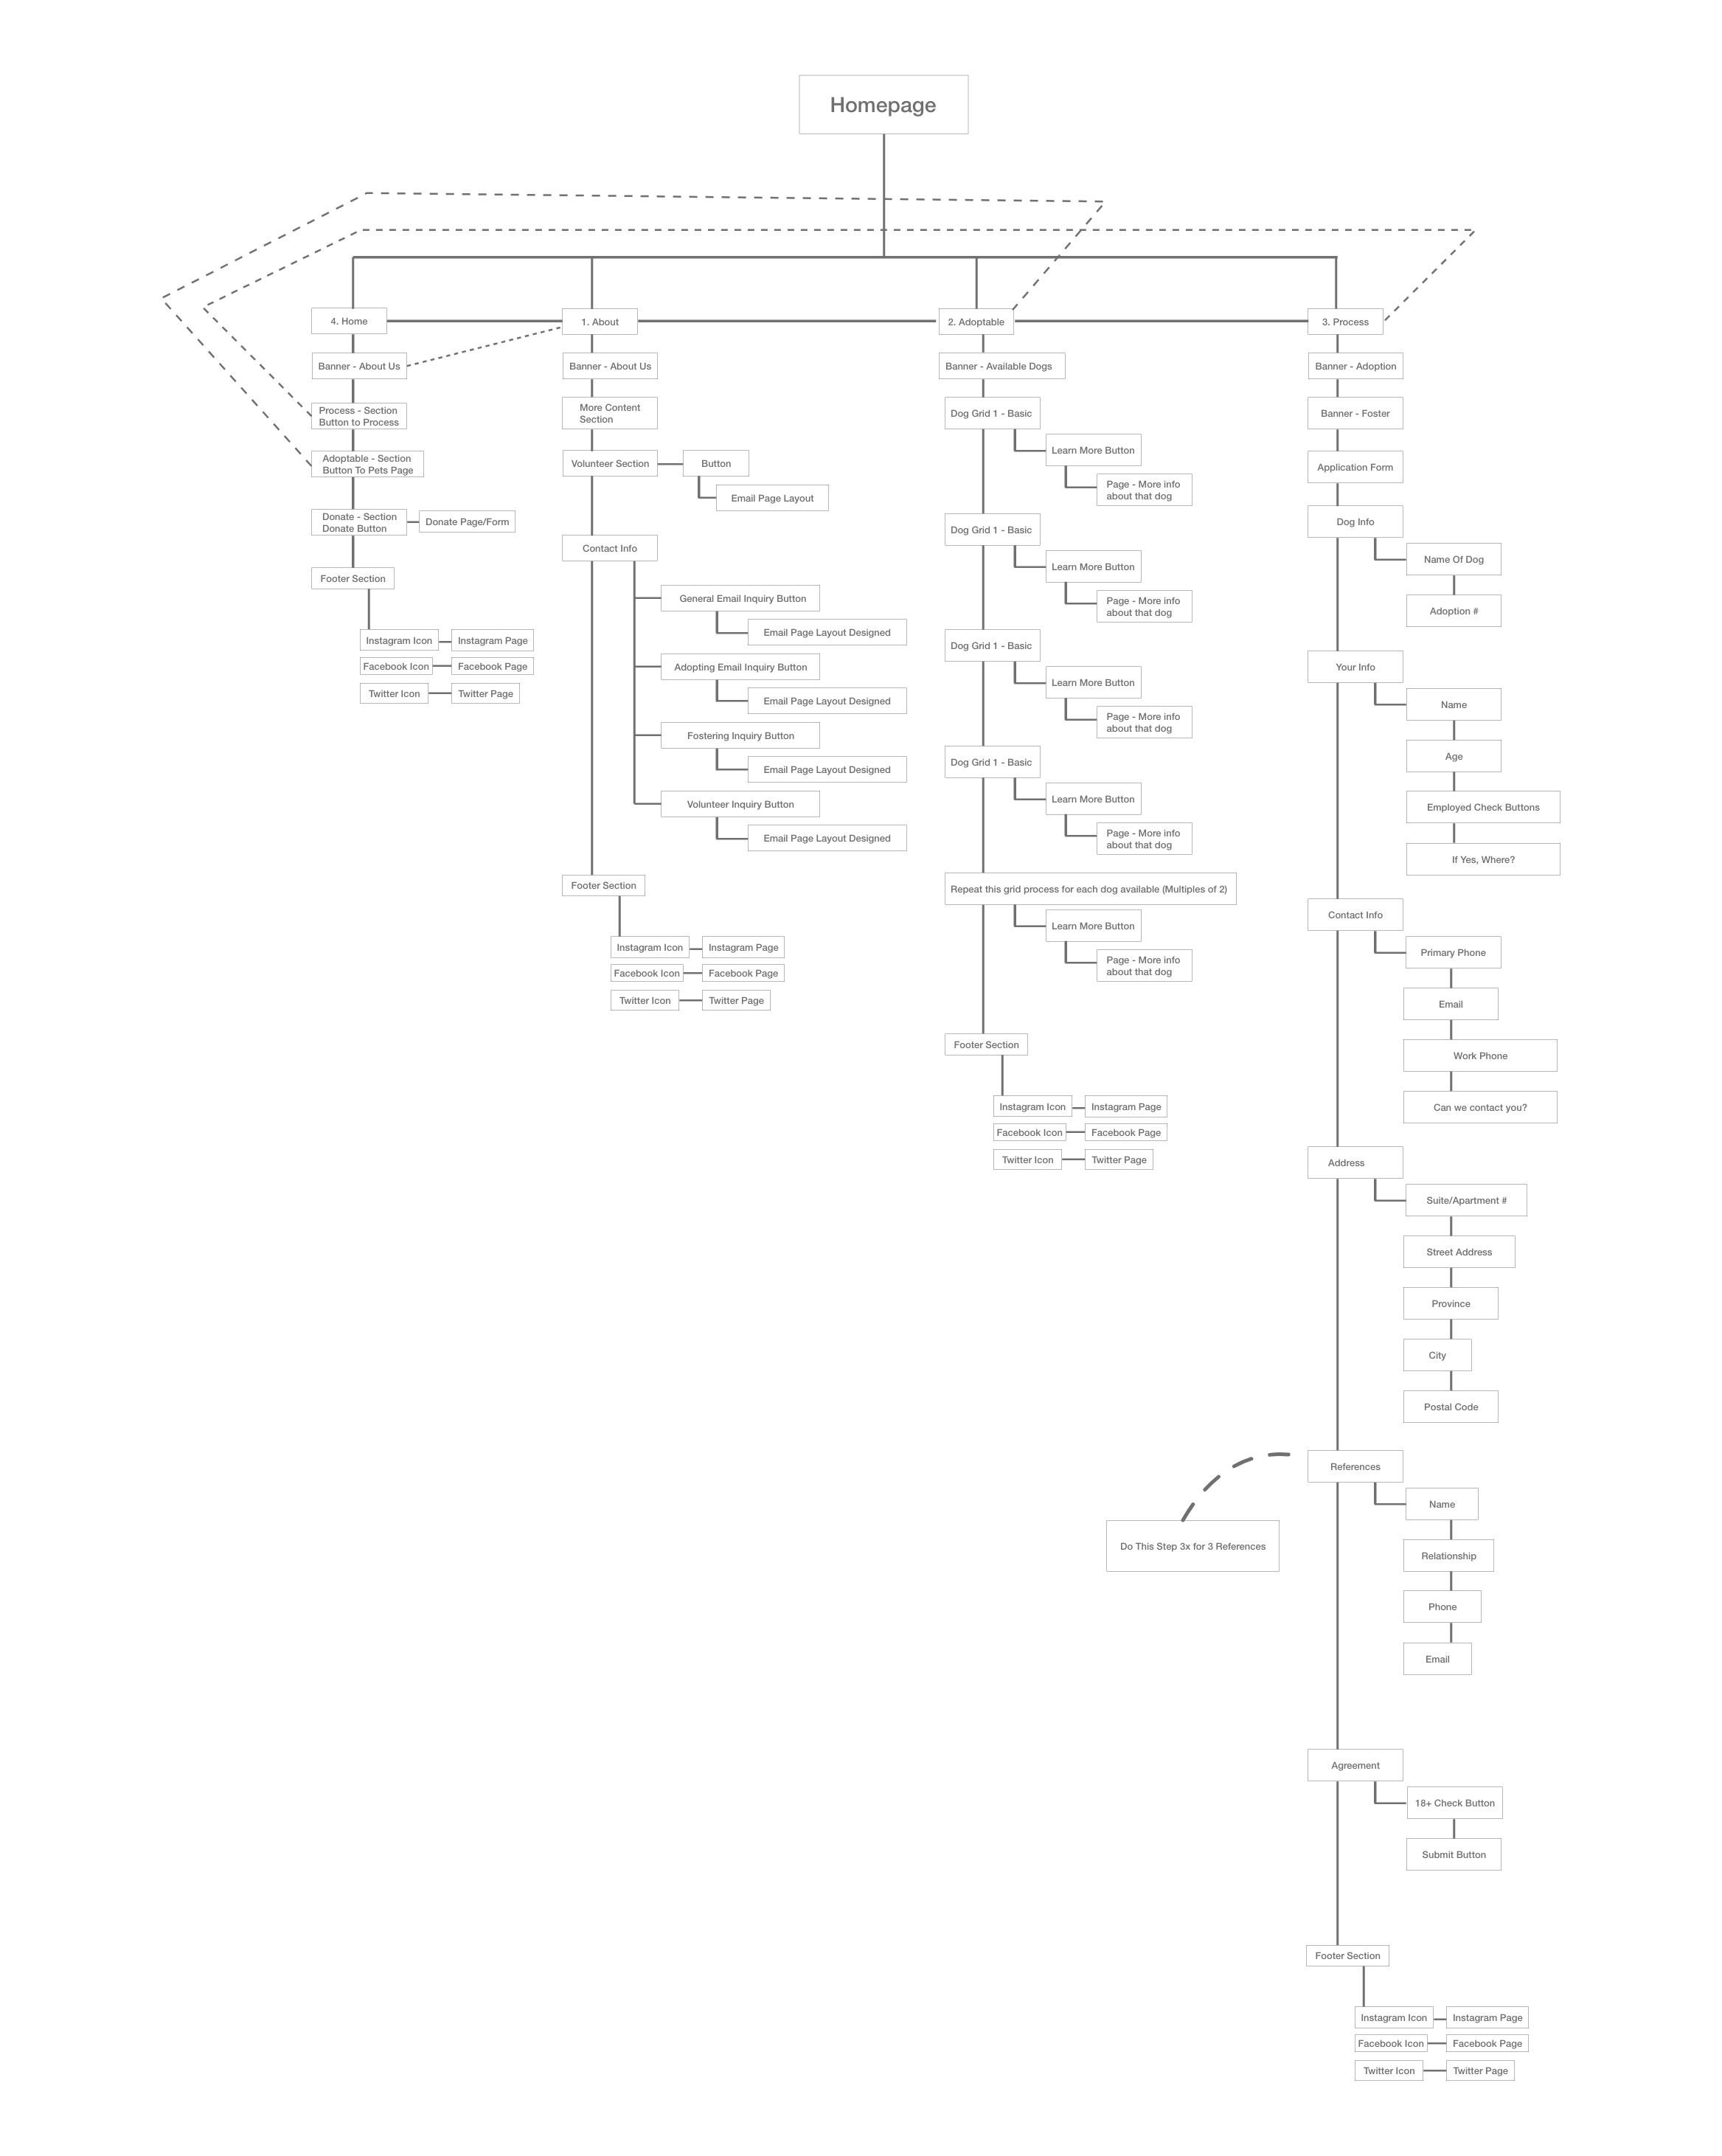 Homepage
4. Home
Banner - About Us
Process - Section
Button to Process
Adoptable - Section
Button To Pets Page
Donate - Section
Donate Button
Donate Page/Form
Footer Section
Instagram Icon
Instagram Page
Facebook Icon
Facebook Page
Twitter Icon
Twitter Page
1. About
Banner - About Us
More Content
Section
Volunteer Section
Button
Email Page Layout
Contact Info
General Email Inquiry Button
Email Page Layout Designed
Adopting Email Inquiry Button
Email Page Layout Designed
Fostering Inquiry Button
Email Page Layout Designed
Volunteer Inquiry Button
Email Page Layout Designed
Footer Section
Instagram Icon
Instagram Page
Facebook Icon
Facebook Page
Twitter Icon
Twitter Page
2. Adoptable
Banner - Available Dogs
Dog Grid 1 - Basic
Learn More Button
Page - More info
about that dog
Dog Grid 1 - Basic
Learn More Button
Page - More info
about that dog
Dog Grid 1 - Basic
Learn More Button
Page - More info
about that dog
Dog Grid 1 - Basic
Learn More Button
Page - More info
about that dog
Repeat this grid process for each dog available (Multiples of 2)
Learn More Button
Page - More info
about that dog
Footer Section
Instagram Icon
Instagram Page
Facebook Icon
Facebook Page
Twitter Icon
Twitter Page
3. Process
Banner - Adoption
Banner - Foster
Application Form
Dog Info
Name Of Dog
Adoption #
Your Info
Name
Age
Employed Check Buttons
If Yes, Where?
Contact Info
Primary Phone
Email
Work Phone
Can we contact you?
Address
Suite/Apartment #
Street Address
Province
City
Postal Code
References
Do This Step 3x for 3 References
Name
Relationship
Phone
Email
Agreement
18+ Check Button
Submit Button
Footer Section
Instagram Icon
Instagram Page
Facebook Icon
Facebook Page
Twitter Icon
Twitter Page